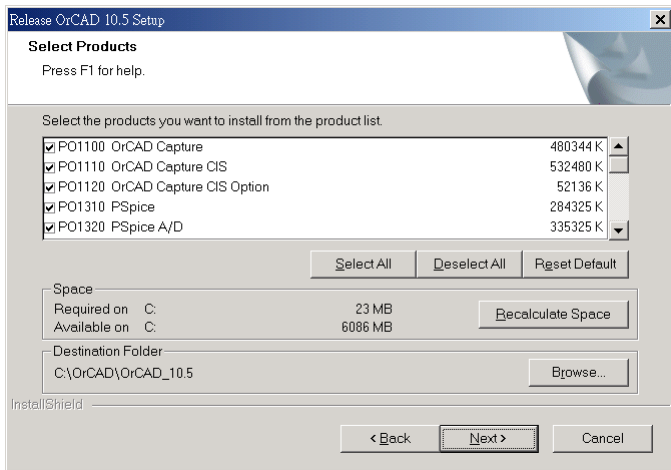 Release OrCAD 10.5 Setup
Select Products
Press F1 for help.
Select the products you want to install from the product list.
PO1100 OrCAD Capture 480344 K
PO1110 OrCAD Capture CIS 532480 K
PO1120 OrCAD Capture CIS Option 52136 K
PO1310 PSpice 284325 K
PO1320 PSpice A/D 335325 K
Select All Deselect All Reset Default
Space
Required on C: 23 MB
Available on C: 6086 MB
Recalculate Space
Destination Folder
C:\OrCAD\OrCAD_10.5
Browse...
InstallShield
< Back Next > Cancel